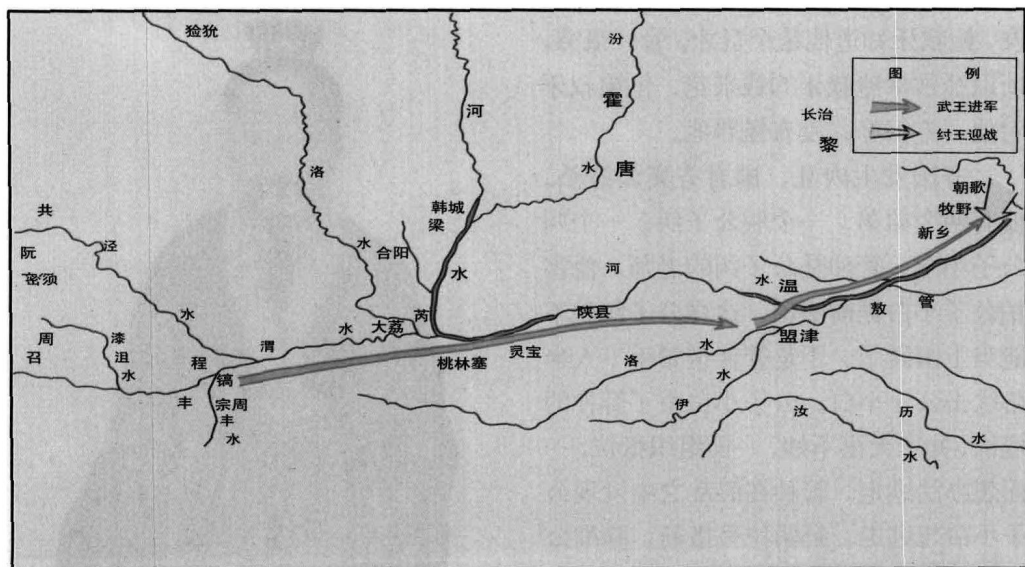 猃狁
河
汾
霍
唐
水
图 例
武王进军
纣王迎战
长治
黎
朝歌
牧野
新乡
洛
水
韩城
梁
合阳
水
共
阮
密须
泾
水
河
水
温
敖
管
陕县
芮
大荔
水
渭
桃林塞
灵宝
盟津
周
召
漆
沮
水
程
镐
丰
宗周
丰
水
洛
水
伊
水
汝
水
历
水